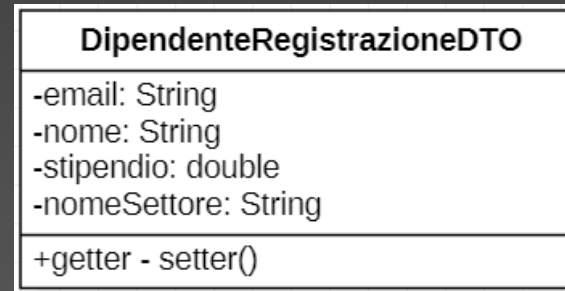 DipendenteRegistrazioneDTO
-email: String
-nome: String
-stipendio: double
-nomeSettore: String
+getter - setter()